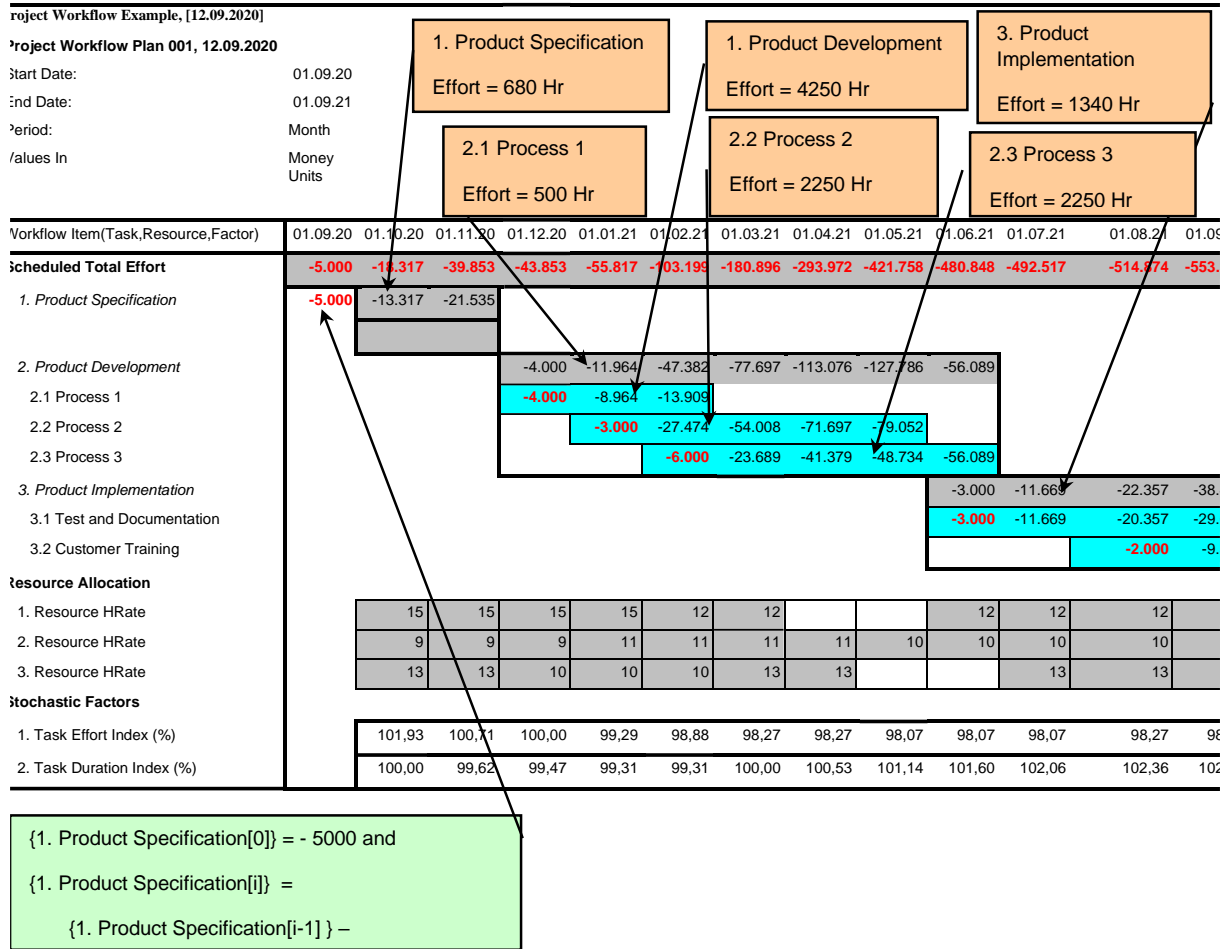 roject Workflow Example, [12.09.2020]
Project Workflow Plan 001, 12.09.2020
Start Date: 01.09.20
End Date: 01.09.21
Period: Month
Values In Money
Units
1. Product Specification
Effort = 680 Hr
1. Product Development
Effort = 4250 Hr
3. Product
Implementation
Effort = 1340 Hr
2.1 Process 1
Effort = 500 Hr
2.2 Process 2
Effort = 2250 Hr
2.3 Process 3
Effort = 2250 Hr
Workflow Item(Task,Resource,Factor) 01.09.20 01.10.20 01.11.20 01.12.20 01.01.21 01.02.21 01.03.21 01.04.21 01.05.21 01.06.21 01.07.21 01.08.21 01.09
Scheduled Total Effort -5.000 -18.317 -39.853 -43.853 -55.817 -103.199 -180.896 -293.972 -421.758 -480.848 -492.517 -514.874 -553.
1. Product Specification -5.000 -13.317 -21.535
2. Product Development -4.000 -11.964 -47.382 -77.697 -113.076 -127.786 -56.089
2.1 Process 1 -4.000 -8.964 -13.909
2.2 Process 2 -3.000 -27.474 -54.008 -71.697 -79.052
2.3 Process 3 -6.000 -23.689 -41.379 -48.734 -56.089
3. Product Implementation -3.000 -11.669 -22.357 -38.
3.1 Test and Documentation -3.000 -11.669 -20.357 -29.
3.2 Customer Training -2.000 -9.
Resource Allocation
1. Resource HRate 15 15 15 15 12 12 12 12 12
2. Resource HRate 9 9 9 11 11 11 11 10 10 10 10
3. Resource HRate 13 13 10 10 10 13 13 13 13
Stochastic Factors
1. Task Effort Index (%) 101,93 100,71 100,00 99,29 98,88 98,27 98,27 98,07 98,07 98,07 98,27 98
2. Task Duration Index (%) 100,00 99,62 99,47 99,31 99,31 100,00 100,53 101,14 101,60 102,06 102,36 102
{1. Product Specification[0]} = - 5000 and
{1. Product Specification[i]} =
{1. Product Specification[i-1] } –